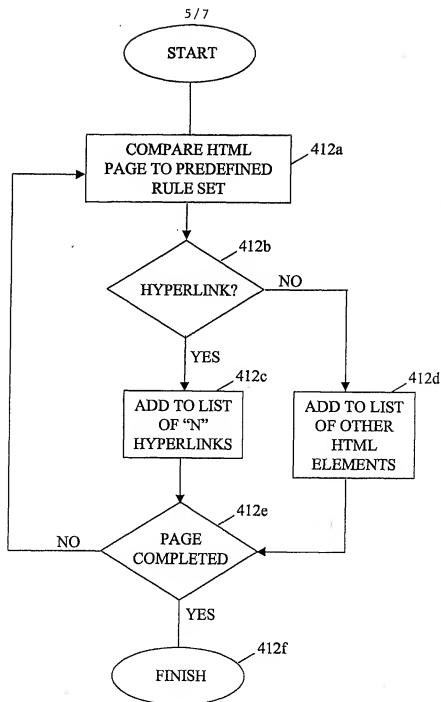 5/7
START
COMPARE HTML
PAGE TO PREDEFINED
RULE SET
412a
412b
HYPERLINK?
NO
YES
412c
412d
ADD TO LIST
OF "N"
HYPERLINKS
ADD TO LIST
OF OTHER
HTML
ELEMENTS
412e
PAGE
COMPLETED
NO
YES
412f
FINISH